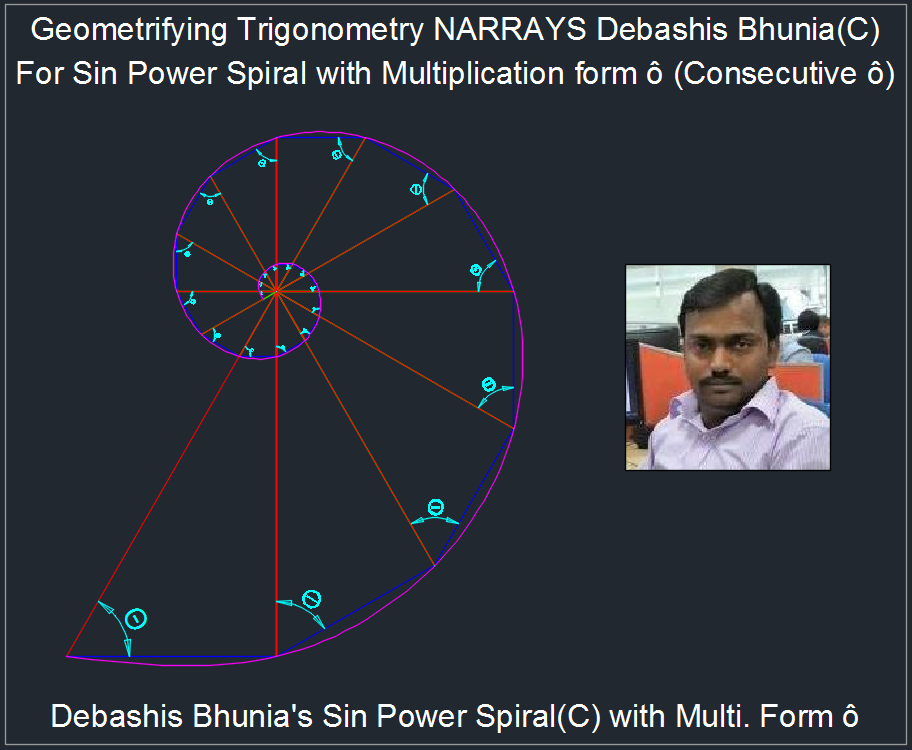 Geometrifying Trigonometry NARRAYS Debashis Bhunia(C)
For Sin Power Spiral with Multiplication form ô (Consecutive ô)
Debashis Bhunia's Sin Power Spiral(C) with Multi. Form ô